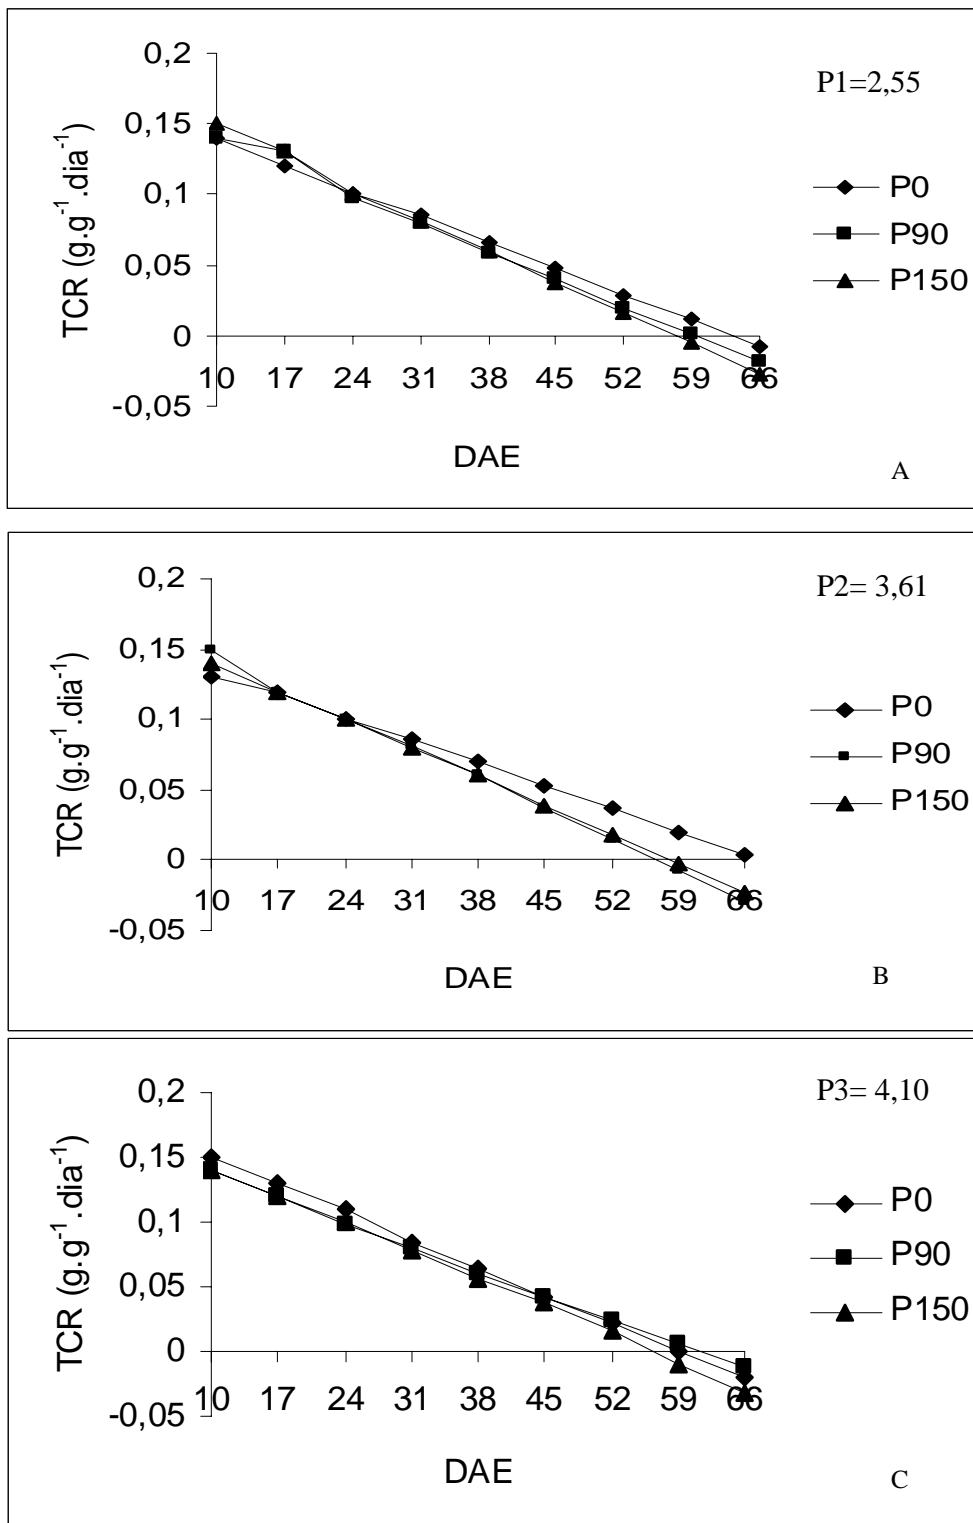 0,2
P1=2,55
0,15
0,1
0,05
0
-0,05
TCR (g.g⁻¹.dia⁻¹)
P0
P90
P150
10 17 24 31 38 45 52 59 66
DAE
A
0,2
P2= 3,61
0,15
0,1
0,05
0
-0,05
TCR (g.g⁻¹.dia⁻¹)
P0
P90
P150
10 17 24 31 38 45 52 59 66
DAE
B
0,2
P3= 4,10
0,15
0,1
0,05
0
-0,05
TCR (g.g⁻¹.dia⁻¹)
P0
P90
P150
10 17 24 31 38 45 52 59 66
DAE
C